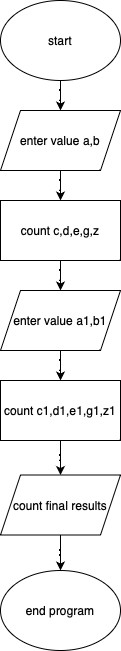 start
enter value a,b
count c,d,e,g,z
enter value a1,b1
count c1,d1,e1,g1,z1
count final results
end program